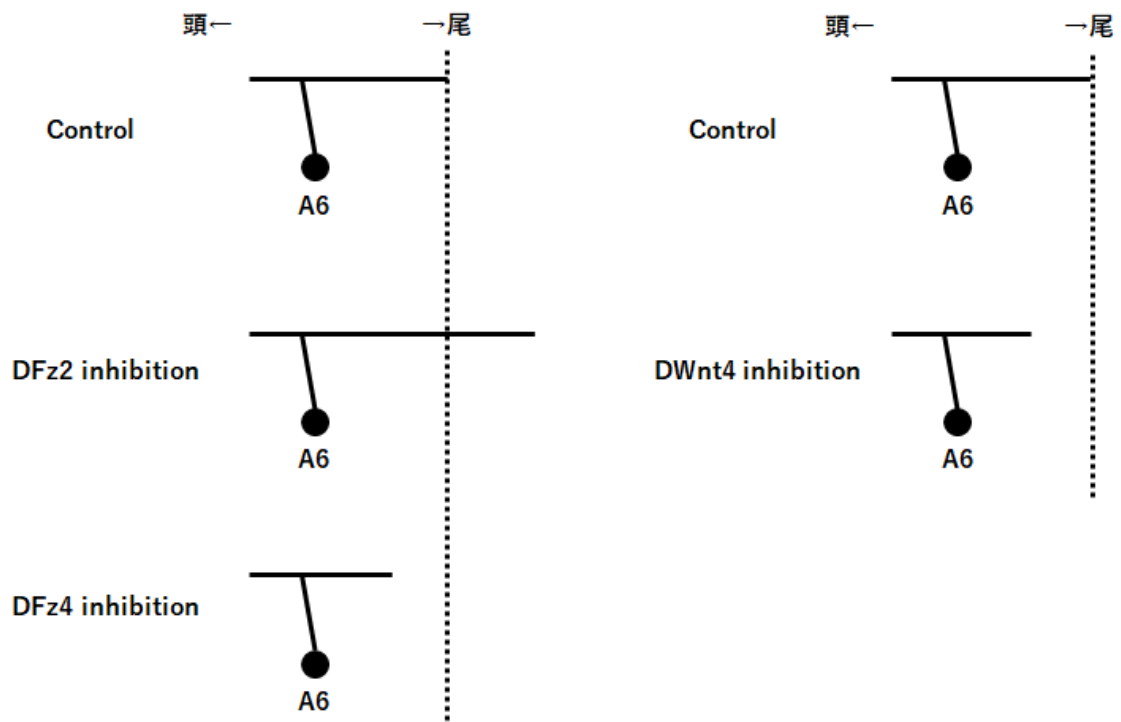 頭← →尾
Control
A6
DFz2 inhibition
A6
DFz4 inhibition
A6
頭← →尾
Control
A6
DWnt4 inhibition
A6